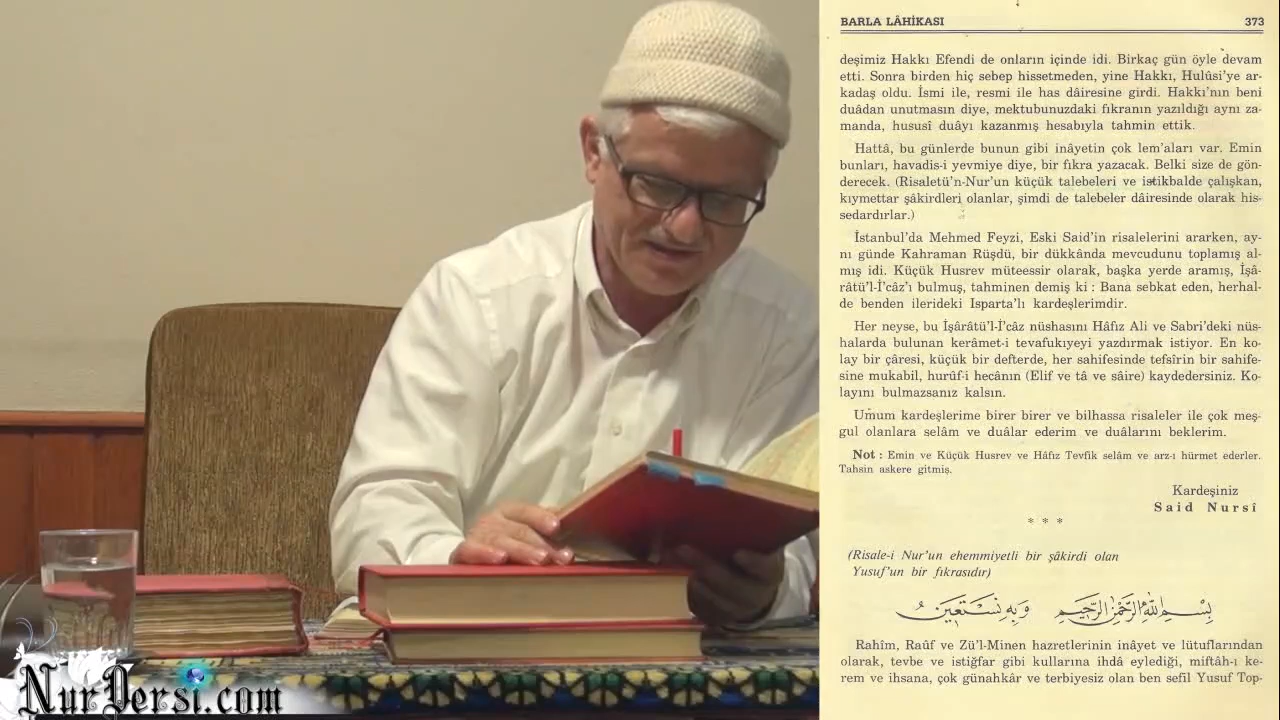 BARLA LÂHİKASI 373
deşimiz Hakkı Efendi de onların içinde idi. Birkaç gün öyle devam
etti. Sonra birden hiç sebep hissetmeden, yine Hakkı, Hulûsi'ye ar-
kadaş oldu. İsmi ile, resmi ile has dâiresine girdi. Hakkı'nın beni
duâdan unutmasın diye, mektubunuzdaki fıkranın yazıldığı aynı za-
manda, hususî duâyı kazanmış hesabıyla tahmin ettik.
Hattâ, bu günlerde bunun gibi inâyetin çok lem'aları var. Emin
bunları, havadis-i yevmiye diye, bir fıkra yazacak. Belki size de gön-
derecek. (Risaletü'n-Nur'un küçük talebeleri ve istikbalde çalışkan,
kıymettar şâkirdleri olanlar, şimdi de talebeler dâiresinde olarak his-
sedardırlar.)
İstanbul'da Mehmed Feyzi, Eski Said'in risalelerini ararken, ay-
nı günde Kahraman Rüşdü, bir dükkânda mevcudunu toplamış al-
mış idi. Küçük Husrev müteessir olarak, başka yerde aramış, İşâ-
râtü'l-İ'câz'ı bulmuş, tahminen demiş ki : Bana sebkat eden, herhal-
de benden ilerideki Isparta'lı kardeşlerimdir.
Her neyse, bu İşârâtü'l-İ'câz nüshasını Hâfız Ali ve Sabri'deki nüs-
halarda bulunan kerâmet-i tevafukıyeyi yazdırmak istiyor. En ko-
lay bir çâresi, küçük bir defterde, her sahifesinde tefsîrin bir sahife-
sine mukabil, hurûf-i hecânın (Elif ve tâ ve sâire) kaydedersiniz. Ko-
layını bulmazsanız kalsın.
Umum kardeşlerime birer birer ve bilhassa risaleler ile çok meş-
gul olanlara selâm ve duâlar ederim ve duâlarını beklerim.
Not : Emin ve Küçük Husrev ve Hâfız Tevfik selâm ve arz-ı hürmet ederler.
Tahsin askere gitmiş.
Kardeşiniz
Said Nursî
* * *
(Risale-i Nur'un ehemmiyetli bir şâkirdi olan
Yusuf'un bir fıkrasıdır)
بِسْمِ اللهِ الرَّحْمٰنِ الرَّحِيمِ وَبِهِ نَسْتَعِينُ
Rahîm, Raûf ve Zü'l-Minen hazretlerinin inâyet ve lütuflarından
olarak, tevbe ve istiğfar gibi kullarına ihdâ eylediği, miftâh-ı ke-
rem ve ihsana, çok günahkâr ve terbiyesiz olan ben sefil Yusuf Top-
NurDersi.com